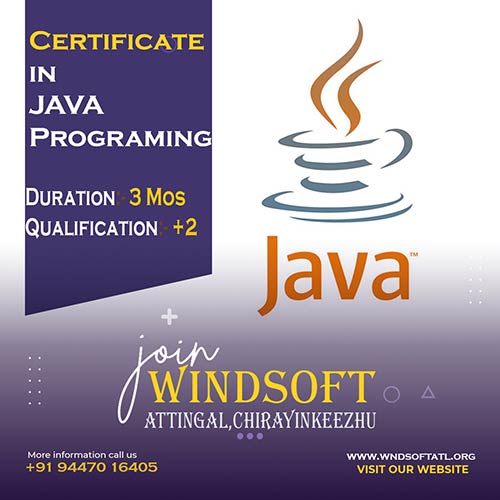 Certificate
in
JAVA
Programing
Duration:- 3 Mos
Qualification:- +2
Java™
join
WINDSOFT
ATTINGAL,CHIRAYINKEEZHU
More information call us
+91 94470 16405
WWW.WNDSOFTATL.ORG
VISIT OUR WEBSITE